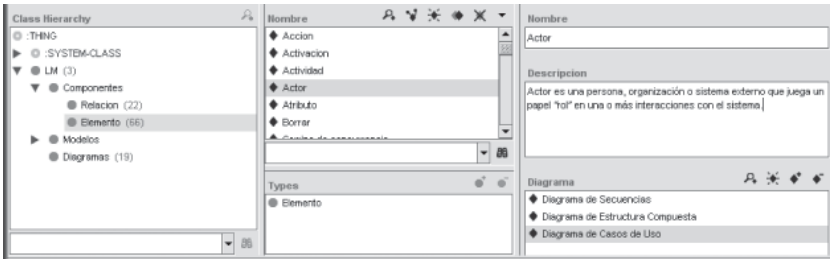 Class Hierarchy
:THING
:SYSTEM-CLASS
LM (3)
Componentes
Relacion (22)
Elemento (66)
Modelos
Diagramas (19)
Nombre
Accion
Activacion
Actividad
Actor
Atributo
Borrar
Camino de concurrencia
Types
Elemento
Nombre
Actor
Descripcion
Actor es una persona, organización o sistema externo que juega un
papel "rol" en una o más interacciones con el sistema.
Diagrama
Diagrama de Secuencias
Diagrama de Estructura Compuesta
Diagrama de Casos de Uso